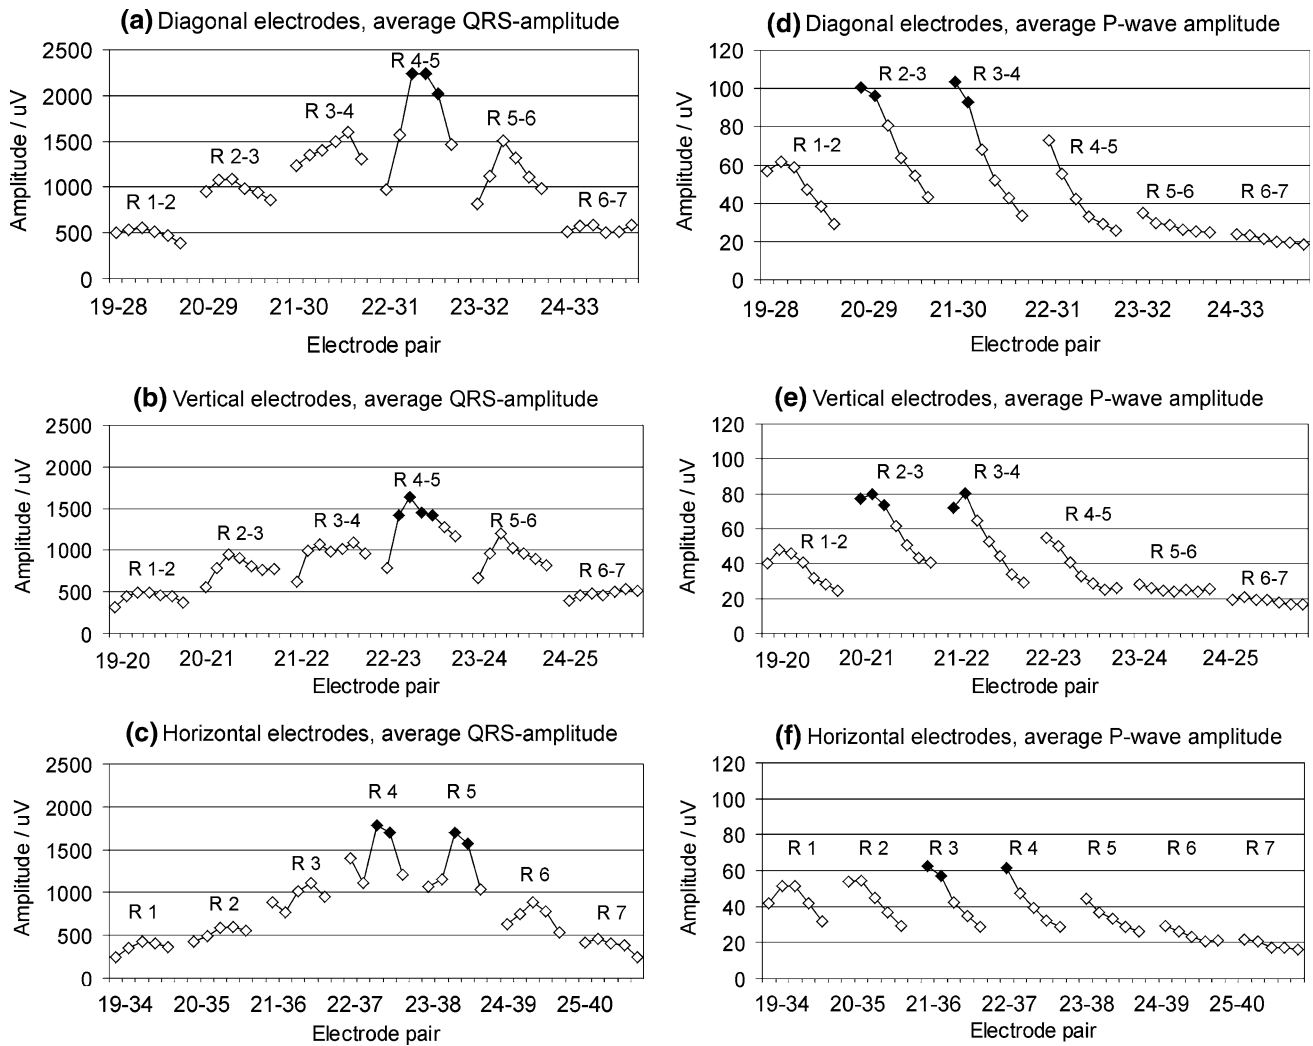 (a) Diagonal electrodes, average QRS-amplitude
2500
2000
1500
1000
500
0
Amplitude / uV
R 1-2
R 2-3
R 3-4
R 4-5
R 5-6
R 6-7
19-28 20-29 21-30 22-31 23-32 24-33
Electrode pair
(d) Diagonal electrodes, average P-wave amplitude
120
100
80
60
40
20
0
Amplitude / uV
R 1-2
R 2-3
R 3-4
R 4-5
R 5-6
R 6-7
19-28 20-29 21-30 22-31 23-32 24-33
Electrode pair
(b) Vertical electrodes, average QRS-amplitude
2500
2000
1500
1000
500
0
Amplitude / uV
R 1-2
R 2-3
R 3-4
R 4-5
R 5-6
R 6-7
19-20 20-21 21-22 22-23 23-24 24-25
Electrode pair
(e) Vertical electrodes, average P-wave amplitude
120
100
80
60
40
20
0
Amplitude / uV
R 1-2
R 2-3
R 3-4
R 4-5
R 5-6
R 6-7
19-20 20-21 21-22 22-23 23-24 24-25
Electrode pair
(c) Horizontal electrodes, average QRS-amplitude
2500
2000
1500
1000
500
0
Amplitude / uV
R 1
R 2
R 3
R 4
R 5
R 6
R 7
19-34 20-35 21-36 22-37 23-38 24-39 25-40
Electrode pair
(f) Horizontal electrodes, average P-wave amplitude
120
100
80
60
40
20
0
Amplitude / uV
R 1
R 2
R 3
R 4
R 5
R 6
R 7
19-34 20-35 21-36 22-37 23-38 24-39 25-40
Electrode pair